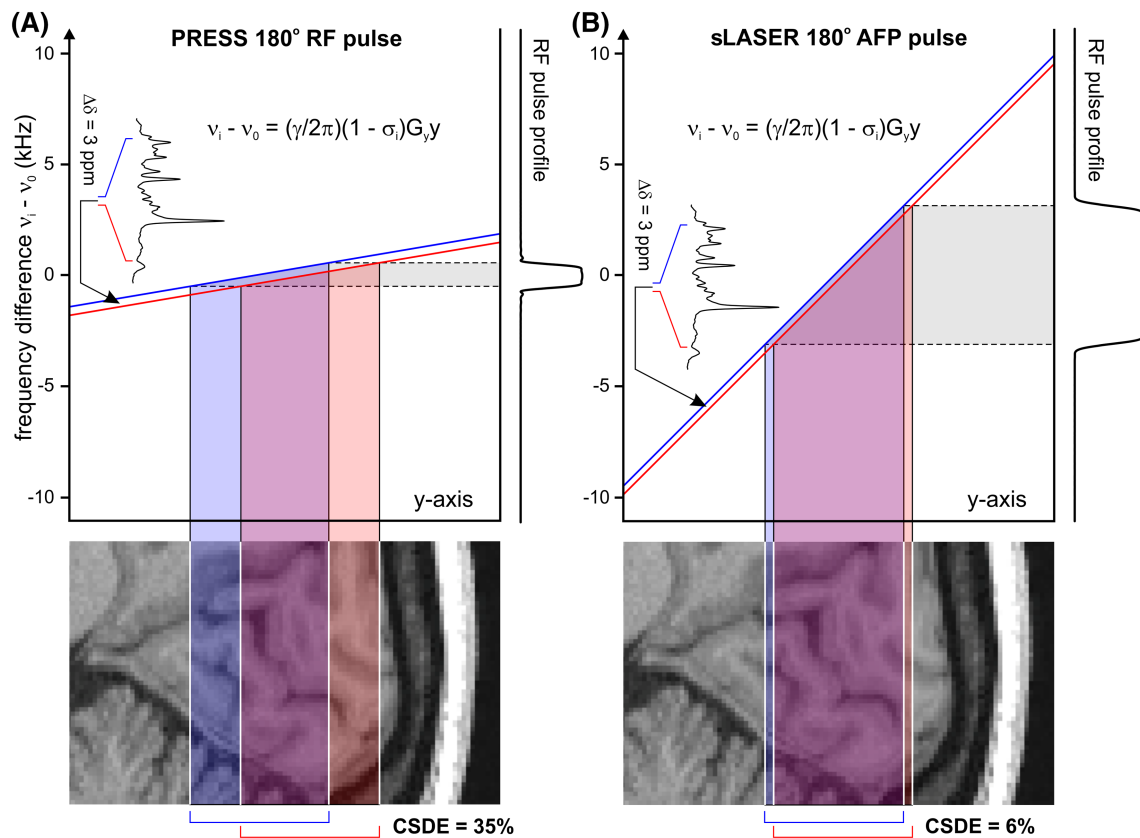 (A)
PRESS 180° RF pulse
frequency difference νi - ν0 (kHz)
10
5
0
-5
-10
Δδ = 3 ppm
νi - ν0 = (γ/2π)(1 - σi)Gyy
y-axis
RF pulse profile
CSDE = 35%
(B)
sLASER 180° AFP pulse
10
5
0
-5
-10
Δδ = 3 ppm
νi - ν0 = (γ/2π)(1 - σi)Gyy
y-axis
RF pulse profile
CSDE = 6%